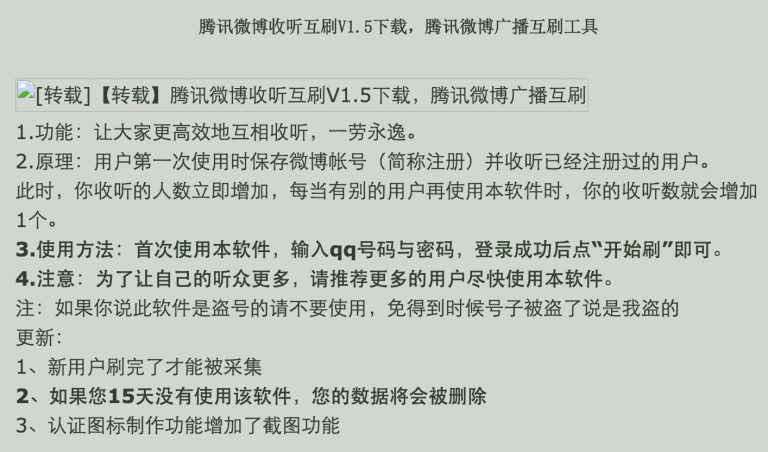 腾讯微博收听互刷V1.5下载，腾讯微博广播互刷工具
[转载]【转载】腾讯微博收听互刷V1.5下载，腾讯微博广播互刷
1.功能：让大家更高效地互相收听，一劳永逸。
2.原理：用户第一次使用时保存微博帐号（简称注册）并收听已经注册过的用户。
此时，你收听的人数立即增加，每当有别的用户再使用本软件时，你的收听数就会增加
1个。
3.使用方法：首次使用本软件，输入qq号码与密码，登录成功后点“开始刷”即可。
4.注意：为了让自己的听众更多，请推荐更多的用户尽快使用本软件。
注：如果你说此软件是盗号的请不要使用，免得到时候号子被盗了说是我盗的
更新：
1、新用户刷完了才能被采集
2、如果您15天没有使用该软件，您的数据将会被删除
3、认证图标制作功能增加了截图功能